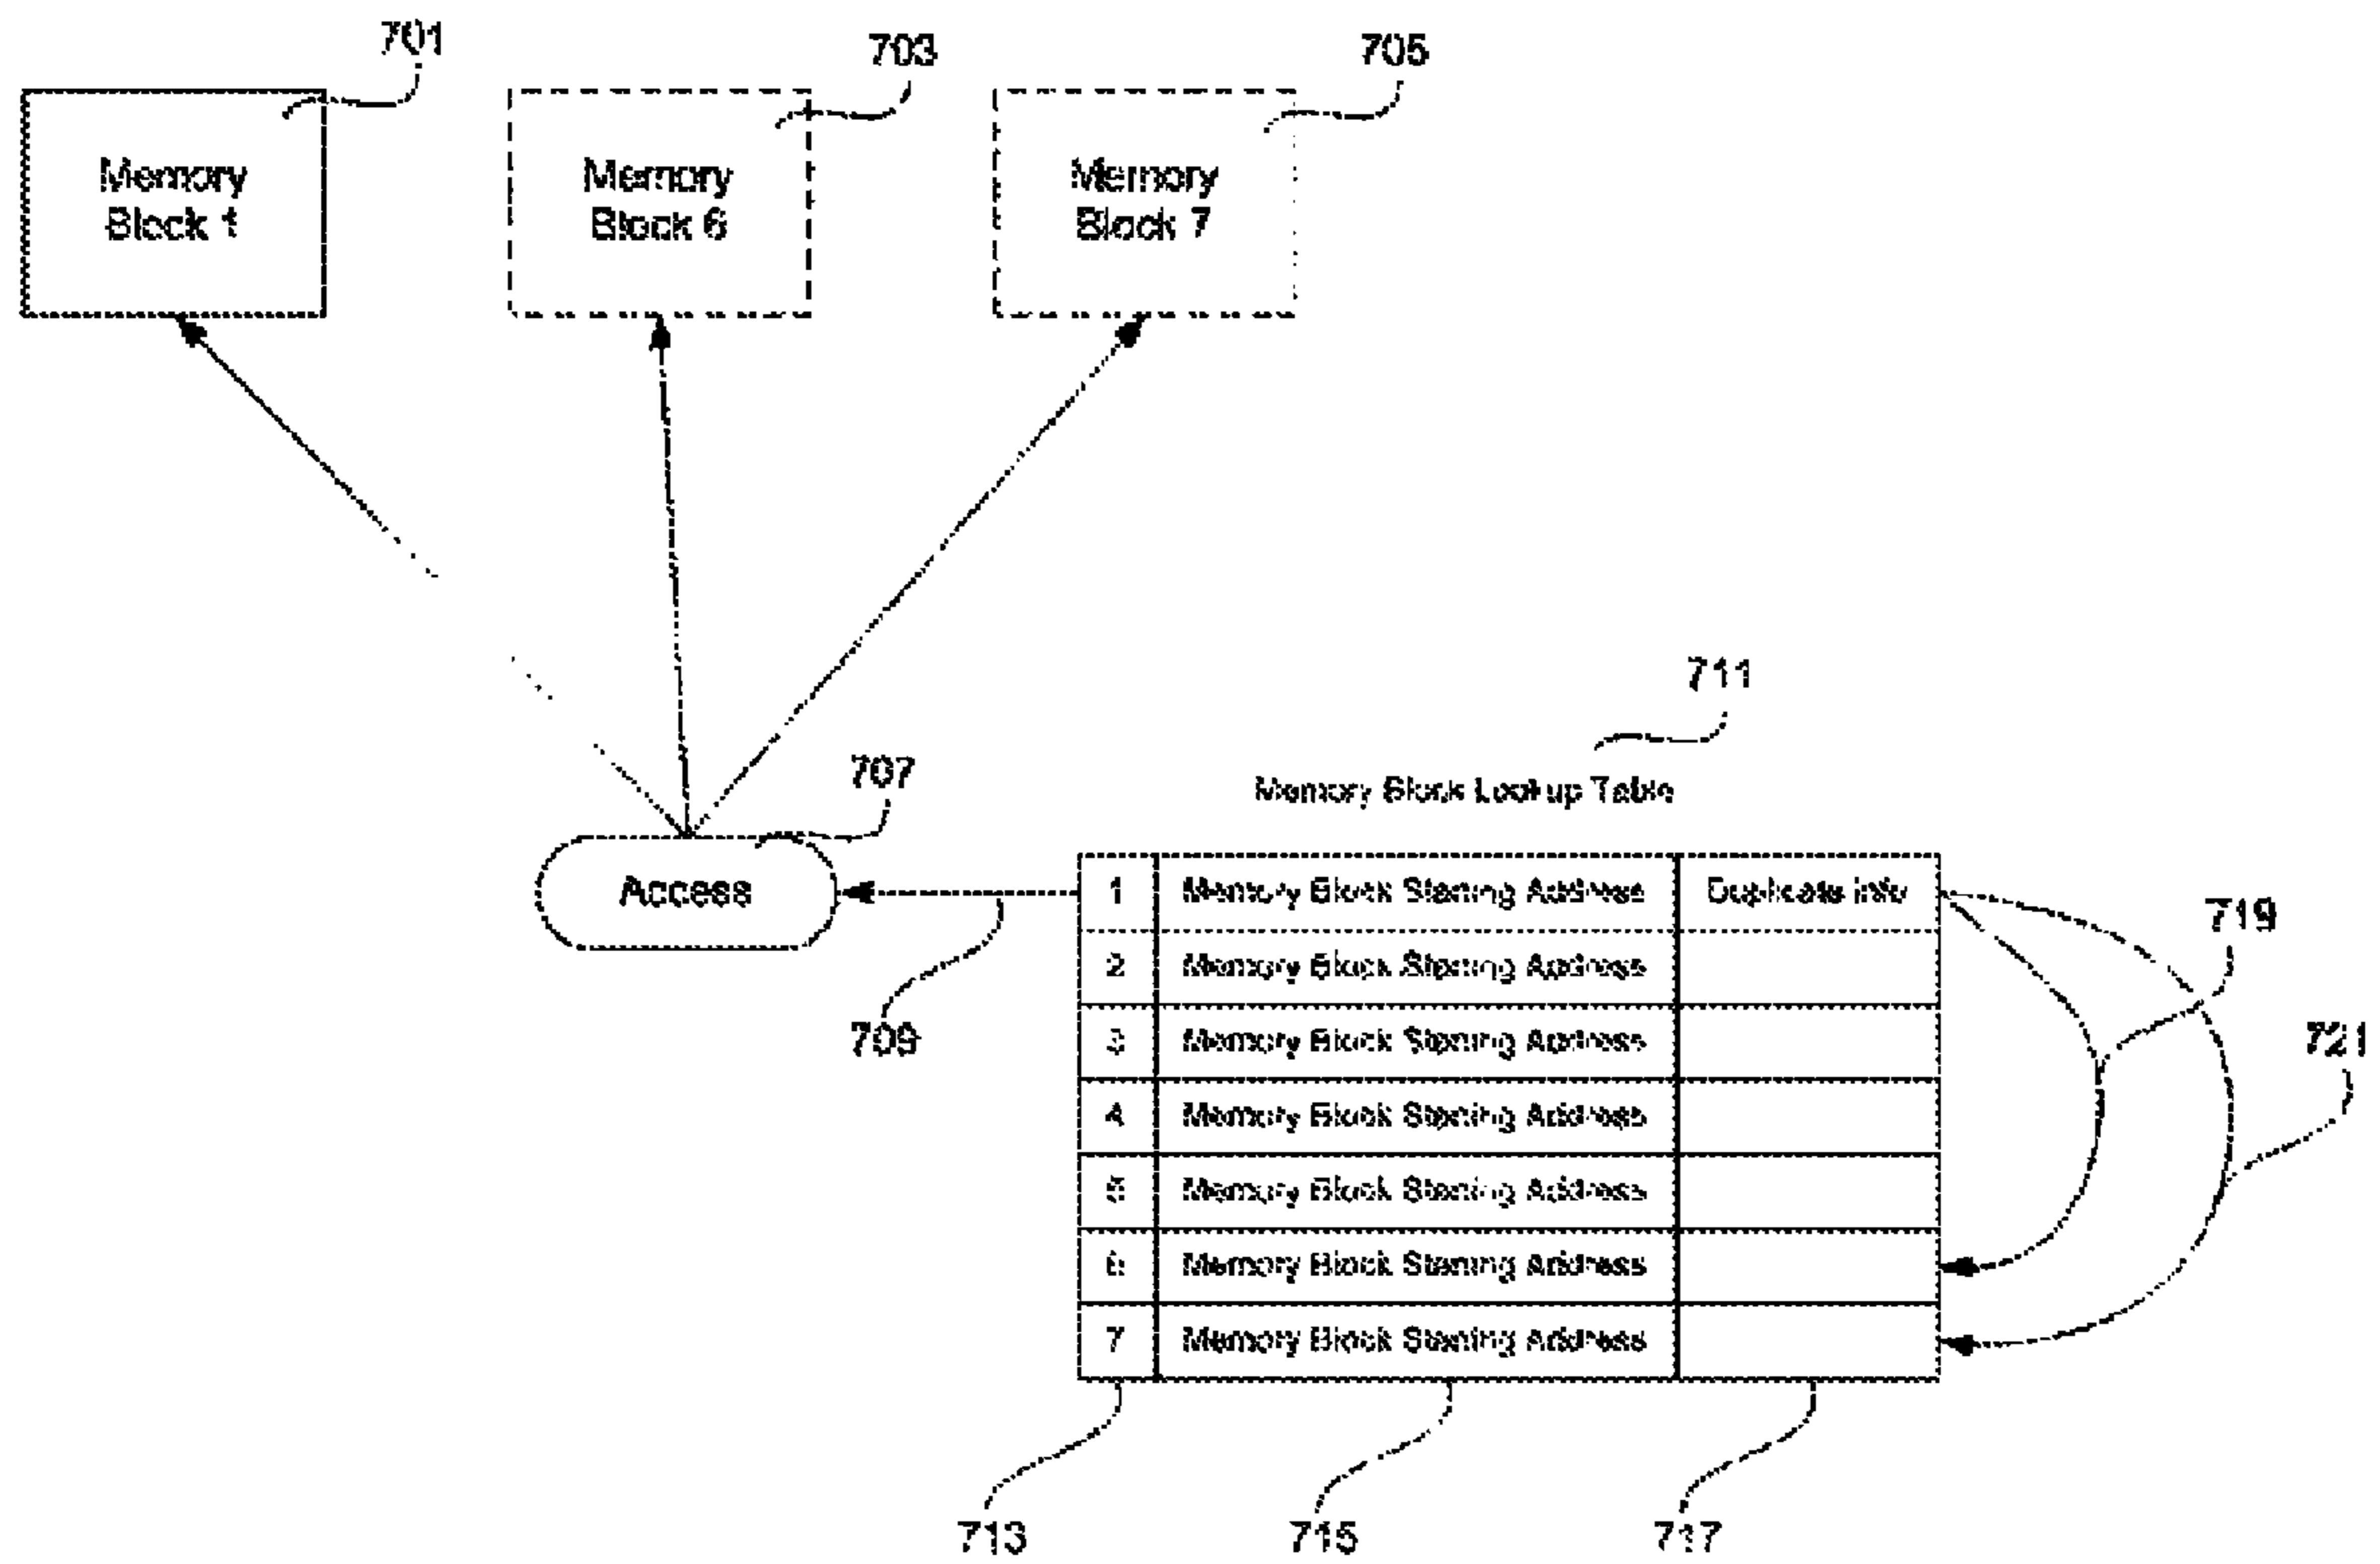 701
703
705
Memory
Block 1
Memory
Block 6
Memory
Block 7
711
707
Memory Block Lookup Table
Access
1 Memory Block Starting Address Duplicate info
719
2 Memory Block Starting Address
709
3 Memory Block Starting Address
721
4 Memory Block Starting Address
5 Memory Block Starting Address
6 Memory Block Starting Address
7 Memory Block Starting Address
713
715
717